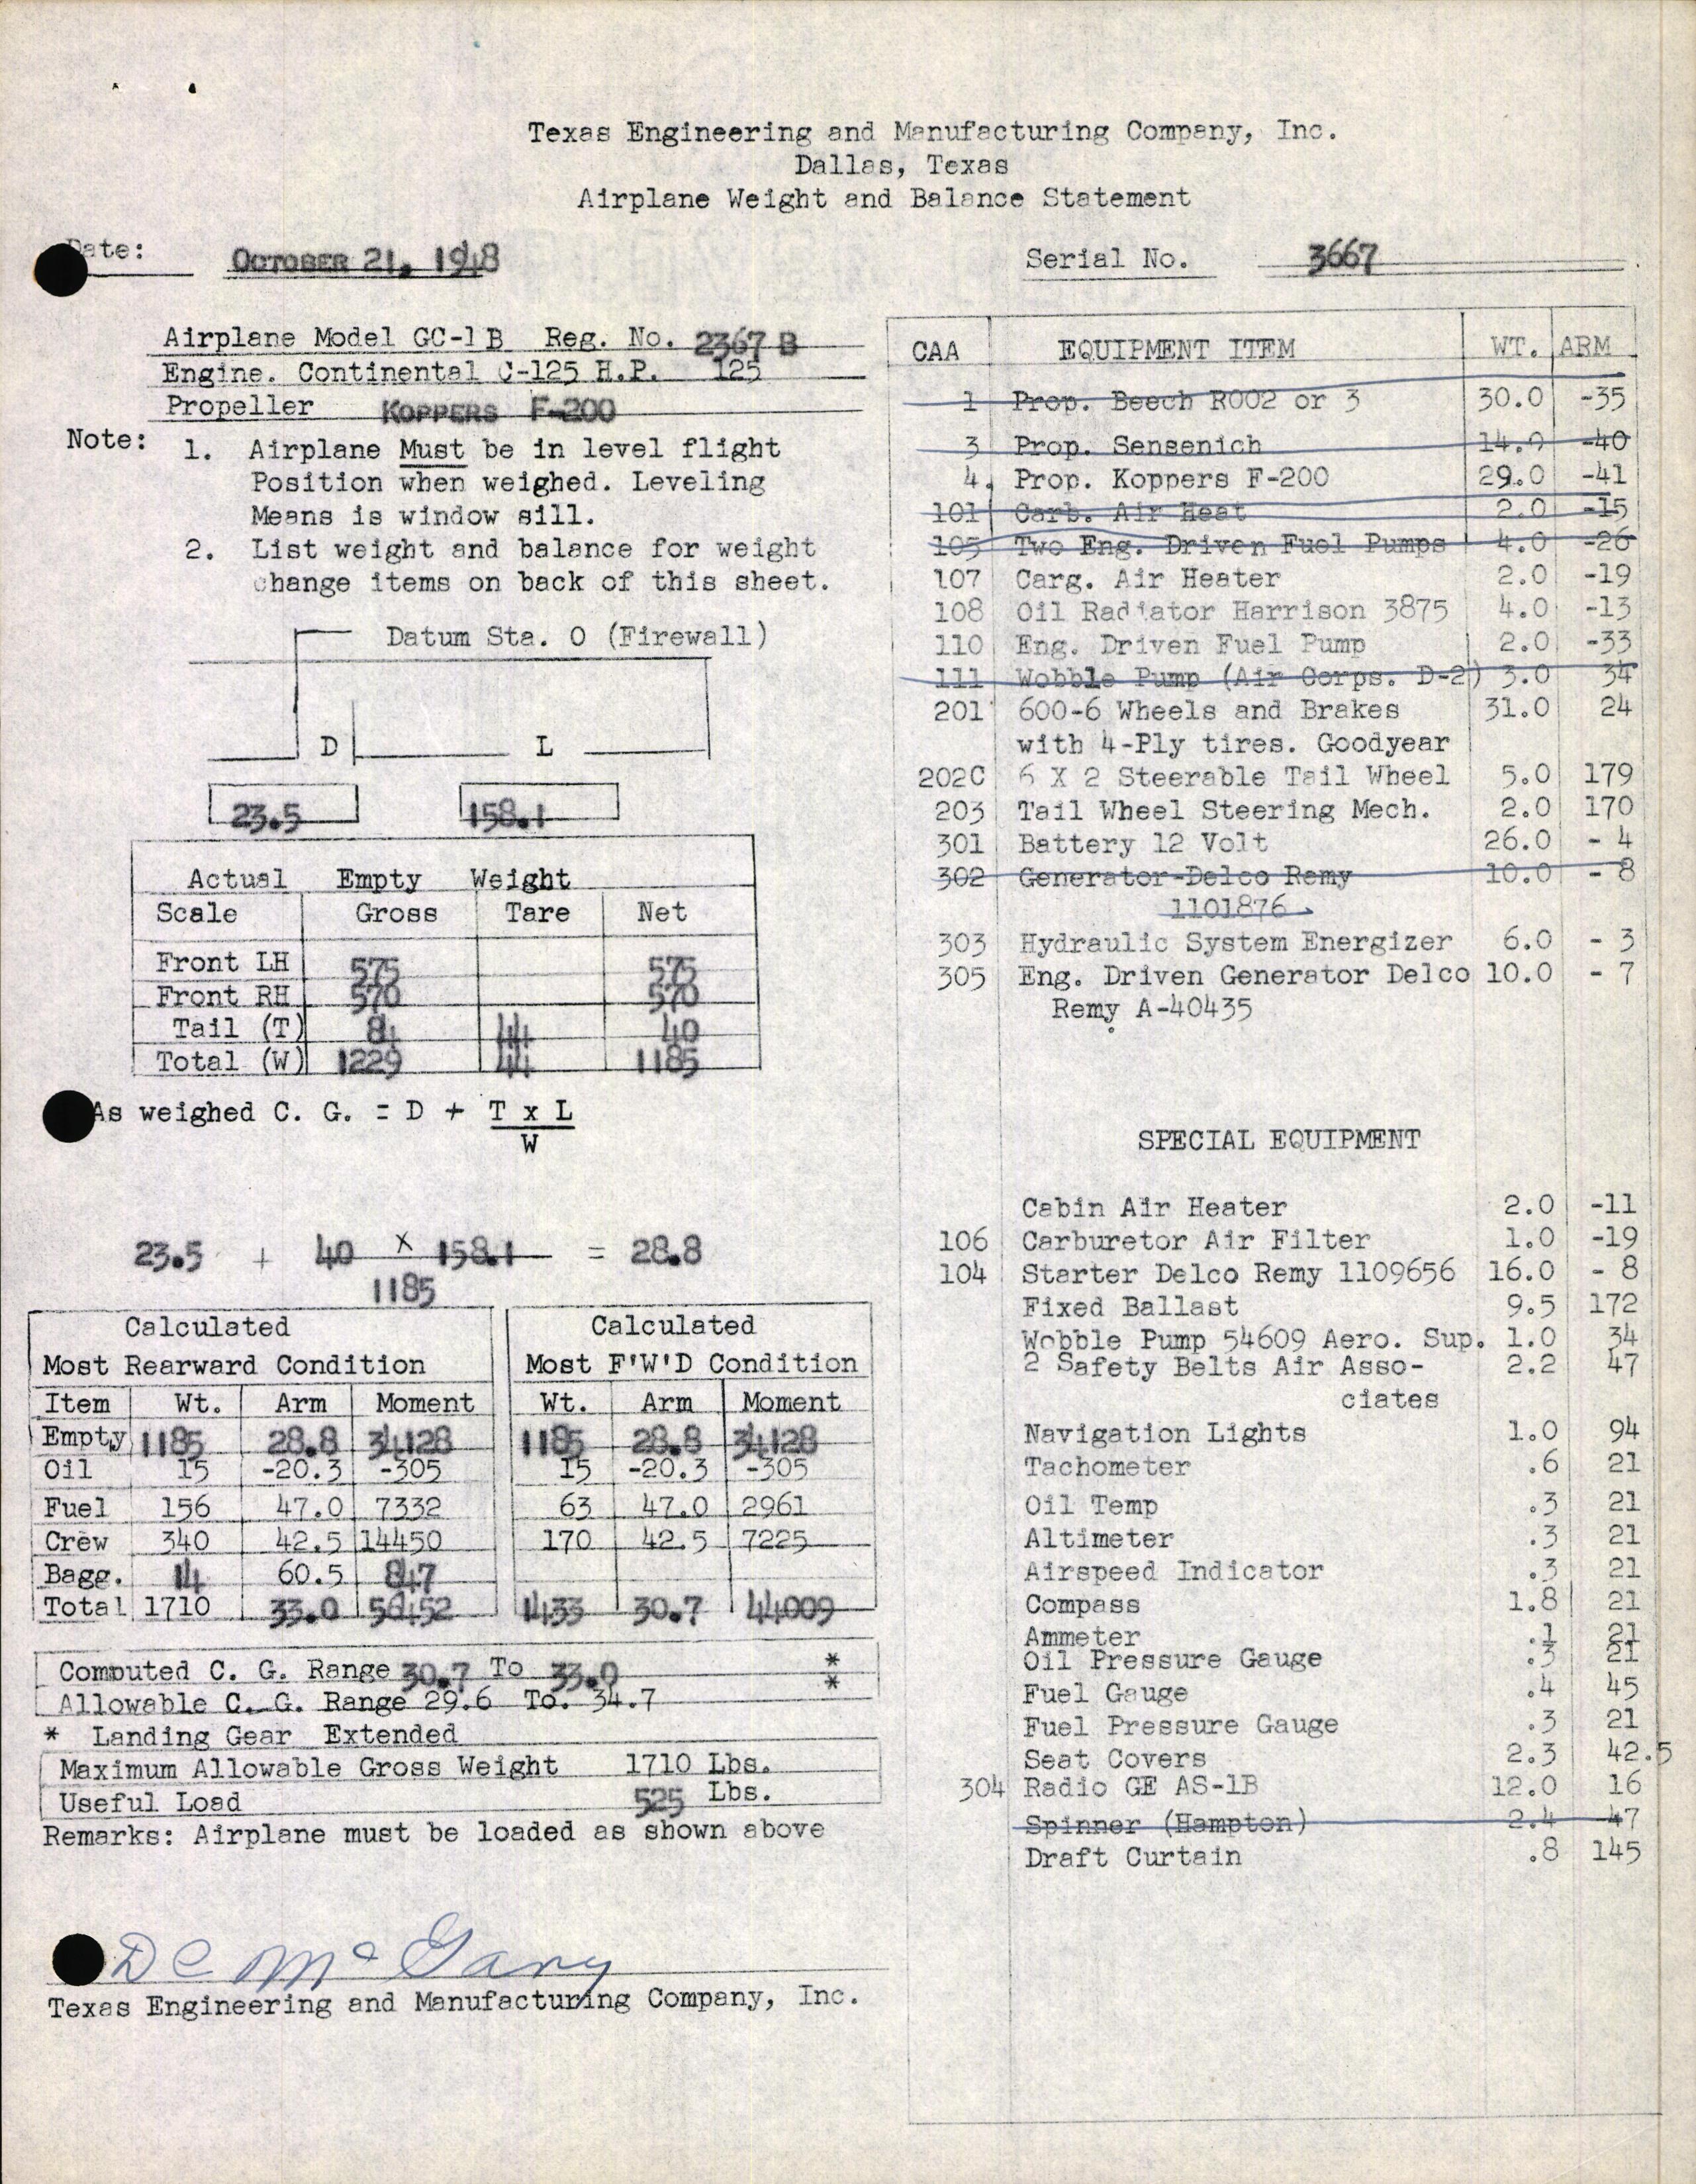 Texas Engineering and Manufacturing Company, Inc.
Dallas, Texas
Airplane Weight and Balance Statement
Date: OCTOBER 21, 1948
Serial No. 3667
Airplane Model GC-1B Reg. No. 2367 B
Engine. Continental C-125 H.P. 125
Propeller KOPPERS F-200
Note: 1. Airplane Must be in level flight
Position when weighed. Leveling
Means is window sill.
2. List weight and balance for weight
change items on back of this sheet.
Datum Sta. 0 (Firewall)
D L
23.5 158.1
Actual Empty Weight
Scale Gross Tare Net
Front LH 575 575
Front RH 570 570
Tail (T) 84 44 40
Total (W) 1229 44 1185
As weighed C. G. = D + T x L
W
23.5 + 40 X 158.1 = 28.8
1185
Calculated
Most Rearward Condition
Item Wt. Arm Moment
Empty 1185 28.8 34128
Oil 15 -20.3 -305
Fuel 156 47.0 7332
Crew 340 42.5 14450
Bagg. 14 60.5 847
Total 1710 33.0 56452
Calculated
Most F'W'D Condition
Wt. Arm Moment
1185 28.8 34128
15 -20.3 -305
63 47.0 2961
170 42.5 7225
1433 30.7 44009
Computed C. G. Range 30.7 To 33.0 *
Allowable C. G. Range 29.6 To. 34.7 *
* Landing Gear Extended
Maximum Allowable Gross Weight 1710 Lbs.
Useful Load 525 Lbs.
Remarks: Airplane must be loaded as shown above
D C McGary
Texas Engineering and Manufacturing Company, Inc.
CAA EQUIPMENT ITEM WT. ARM
1 Prop. Beech R002 or 3 30.0 -35
3 Prop. Sensenich 14.0 -40
4. Prop. Koppers F-200 29.0 -41
101 Carb. Air Heat 2.0 -15
105 Two Eng. Driven Fuel Pumps 4.0 -26
107 Carg. Air Heater 2.0 -19
108 Oil Radiator Harrison 3875 4.0 -13
110 Eng. Driven Fuel Pump 2.0 -33
111 Wobble Pump (Air Corps. D-2) 3.0 34
201 600-6 Wheels and Brakes 31.0 24
with 4-Ply tires. Goodyear
202C 6 X 2 Steerable Tail Wheel 5.0 179
203 Tail Wheel Steering Mech. 2.0 170
301 Battery 12 Volt 26.0 - 4
302 Generator-Delco Remy 10.0 - 8
1101876
303 Hydraulic System Energizer 6.0 - 3
305 Eng. Driven Generator Delco 10.0 - 7
Remy A-40435
SPECIAL EQUIPMENT
Cabin Air Heater 2.0 -11
106 Carburetor Air Filter 1.0 -19
104 Starter Delco Remy 1109656 16.0 - 8
Fixed Ballast 9.5 172
Wobble Pump 54609 Aero. Sup. 1.0 34
2 Safety Belts Air Asso- 2.2 47
ciates
Navigation Lights 1.0 94
Tachometer .6 21
Oil Temp .3 21
Altimeter .3 21
Airspeed Indicator .3 21
Compass 1.8 21
Ammeter .1 21
Oil Pressure Gauge .3 21
Fuel Gauge .4 45
Fuel Pressure Gauge .3 21
Seat Covers 2.3 42.5
304 Radio GE AS-1B 12.0 16
Spinner (Hampton) 2.4 -47
Draft Curtain .8 145